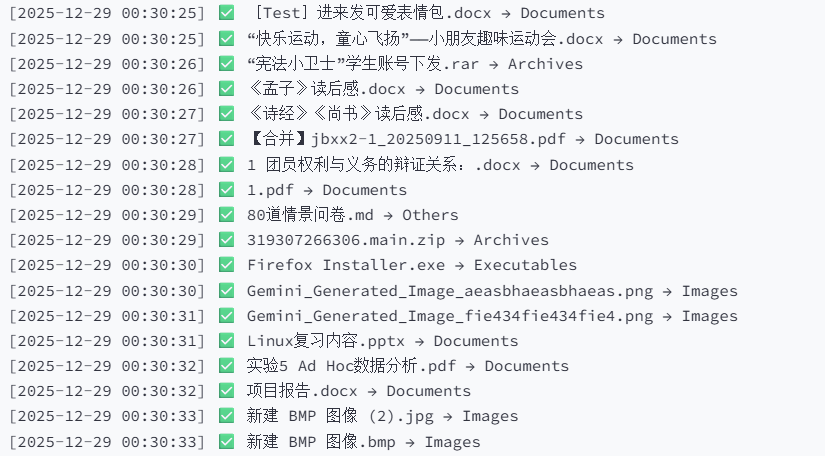 [2025-12-29 00:30:25] ✅ [Test] 进来发可爱表情包.docx → Documents
[2025-12-29 00:30:25] ✅ “快乐运动，童心飞扬”——小朋友趣味运动会.docx → Documents
[2025-12-29 00:30:26] ✅ “宪法小卫士”学生账号下发.rar → Archives
[2025-12-29 00:30:26] ✅ 《孟子》读后感.docx → Documents
[2025-12-29 00:30:27] ✅ 《诗经》《尚书》读后感.docx → Documents
[2025-12-29 00:30:27] ✅ 【合并】jbxx2-1_20250911_125658.pdf → Documents
[2025-12-29 00:30:28] ✅ 1 团员权利与义务的辩证关系：.docx → Documents
[2025-12-29 00:30:28] ✅ 1.pdf → Documents
[2025-12-29 00:30:29] ✅ 80道情景问卷.md → Others
[2025-12-29 00:30:29] ✅ 319307266306.main.zip → Archives
[2025-12-29 00:30:30] ✅ Firefox Installer.exe → Executables
[2025-12-29 00:30:30] ✅ Gemini_Generated_Image_aeasbhaeasbhaeas.png → Images
[2025-12-29 00:30:31] ✅ Gemini_Generated_Image_fie434fie434fie4.png → Images
[2025-12-29 00:30:31] ✅ Linux复习内容.pptx → Documents
[2025-12-29 00:30:32] ✅ 实验5 Ad Hoc数据分析.pdf → Documents
[2025-12-29 00:30:32] ✅ 项目报告.docx → Documents
[2025-12-29 00:30:33] ✅ 新建 BMP 图像 (2).jpg → Images
[2025-12-29 00:30:33] ✅ 新建 BMP 图像.bmp → Images